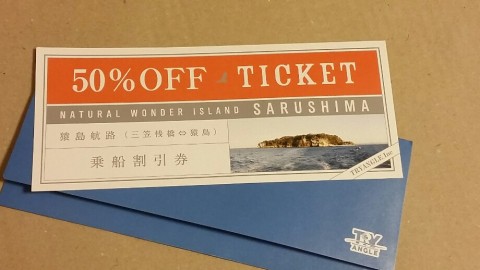 50%OFF TICKET
NATURAL WONDER ISLAND SARUSHIMA
猿島航路 (三笠桟橋⇔猿島)
乗船割引券
TRYANGLE.Inc
TRY
ANGLE